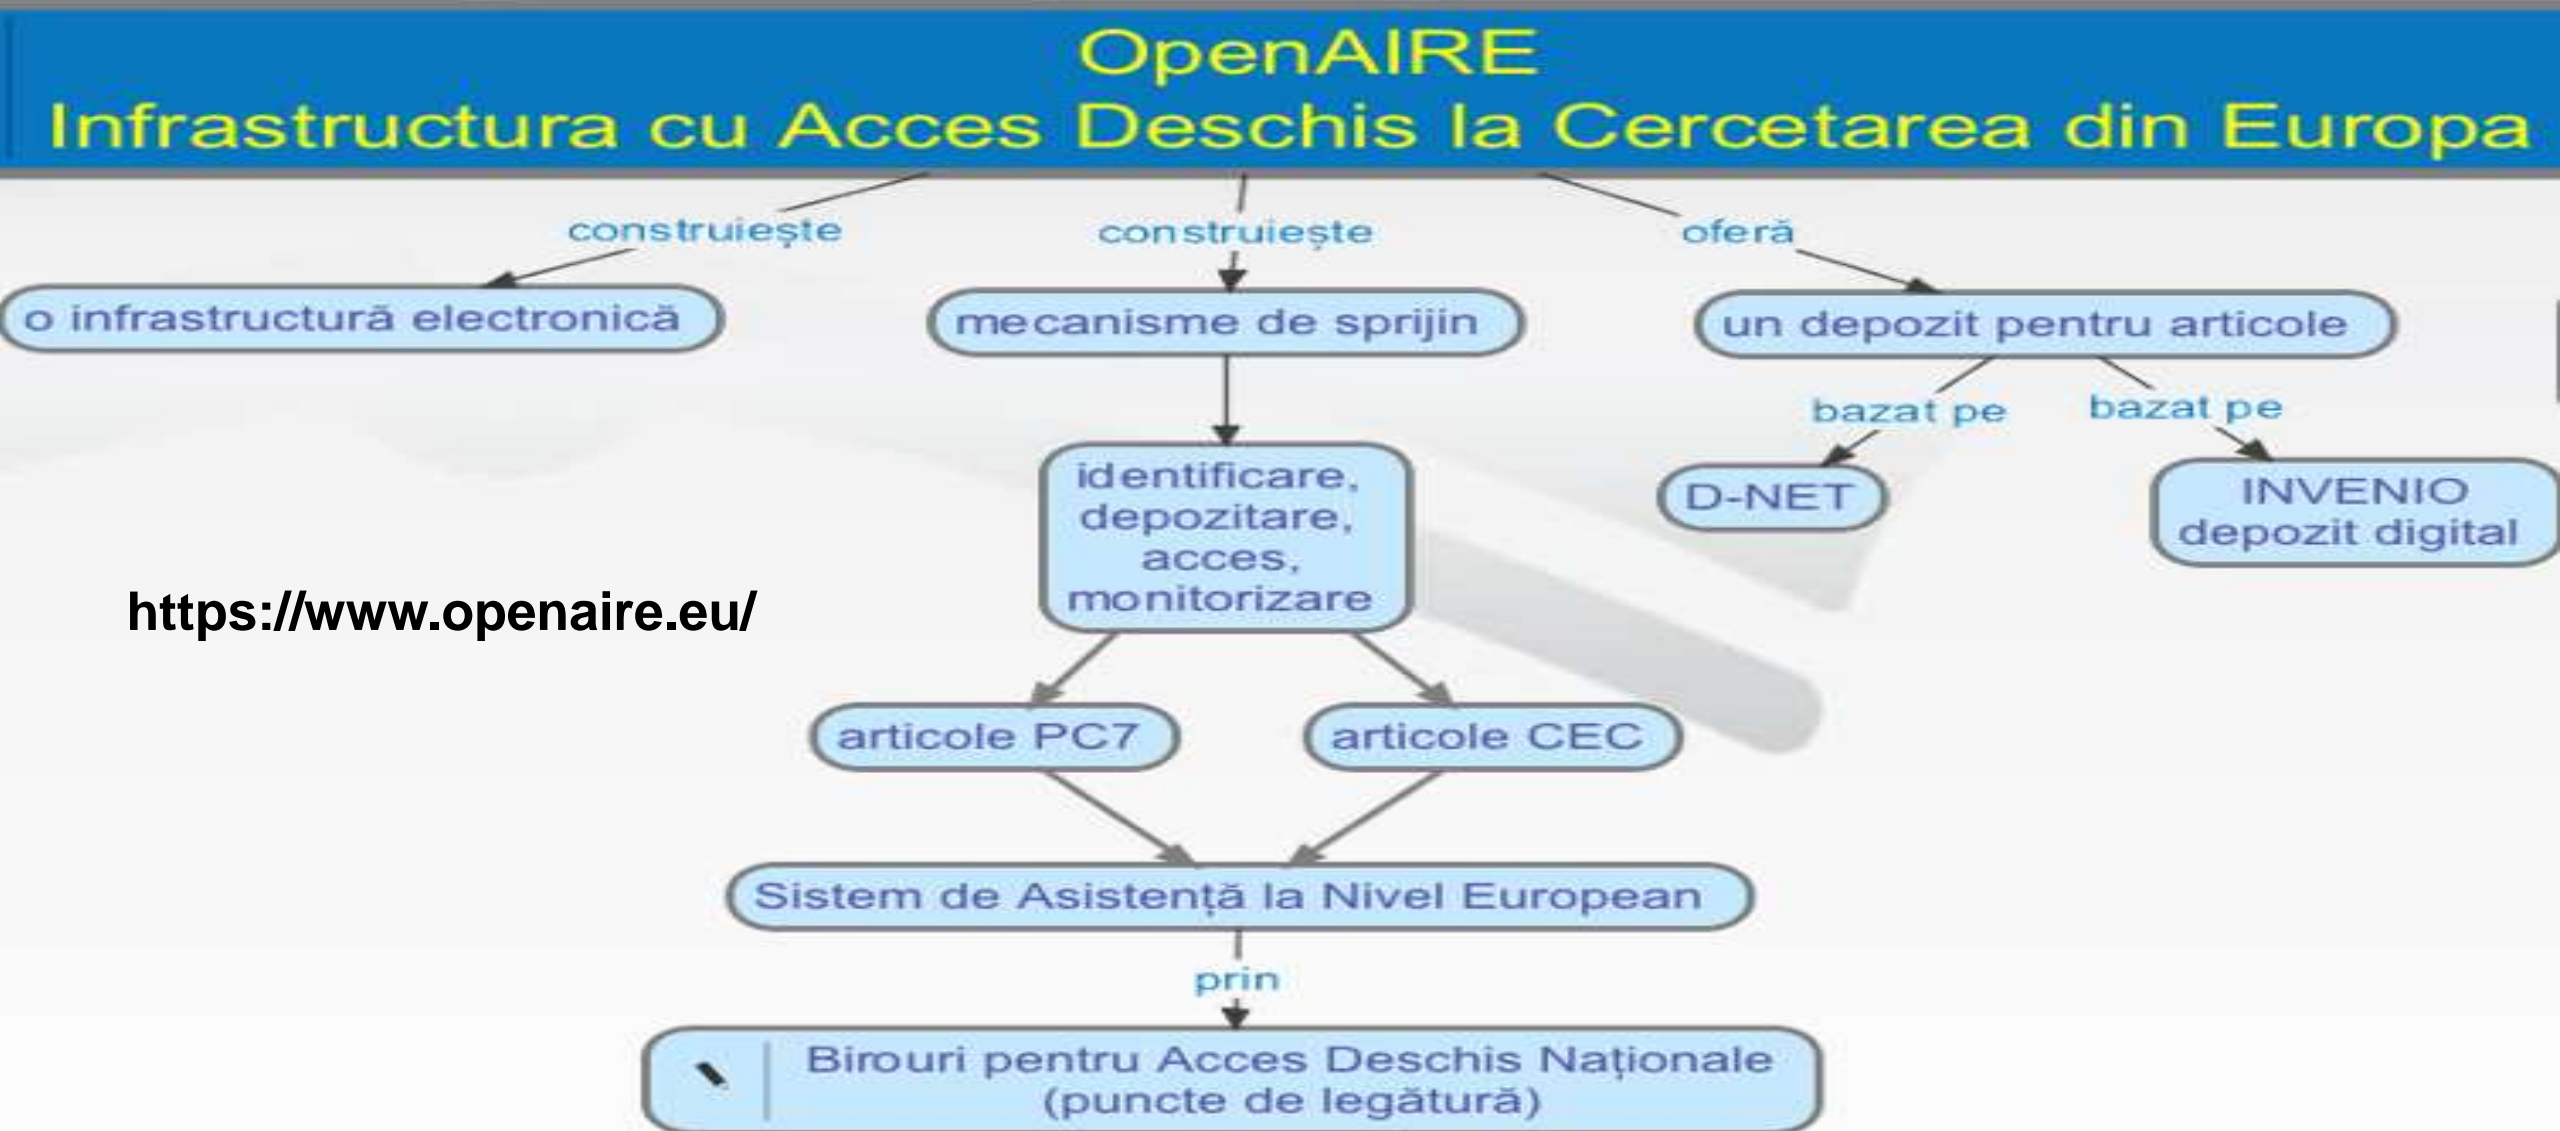 OpenAIRE
Infrastructura cu Acces Deschis la Cercetarea din Europa
construiește
construiește
oferă
o infrastructură electronică
mecanisme de sprijin
un depozit pentru articole
bazat pe
bazat pe
identificare,
depozitare,
acces,
monitorizare
D-NET
INVENIO
depozit digital
https://www.openaire.eu/
articole PC7
articole CEC
Sistem de Asistență la Nivel European
prin
Birouri pentru Acces Deschis Naționale
(puncte de legătură)